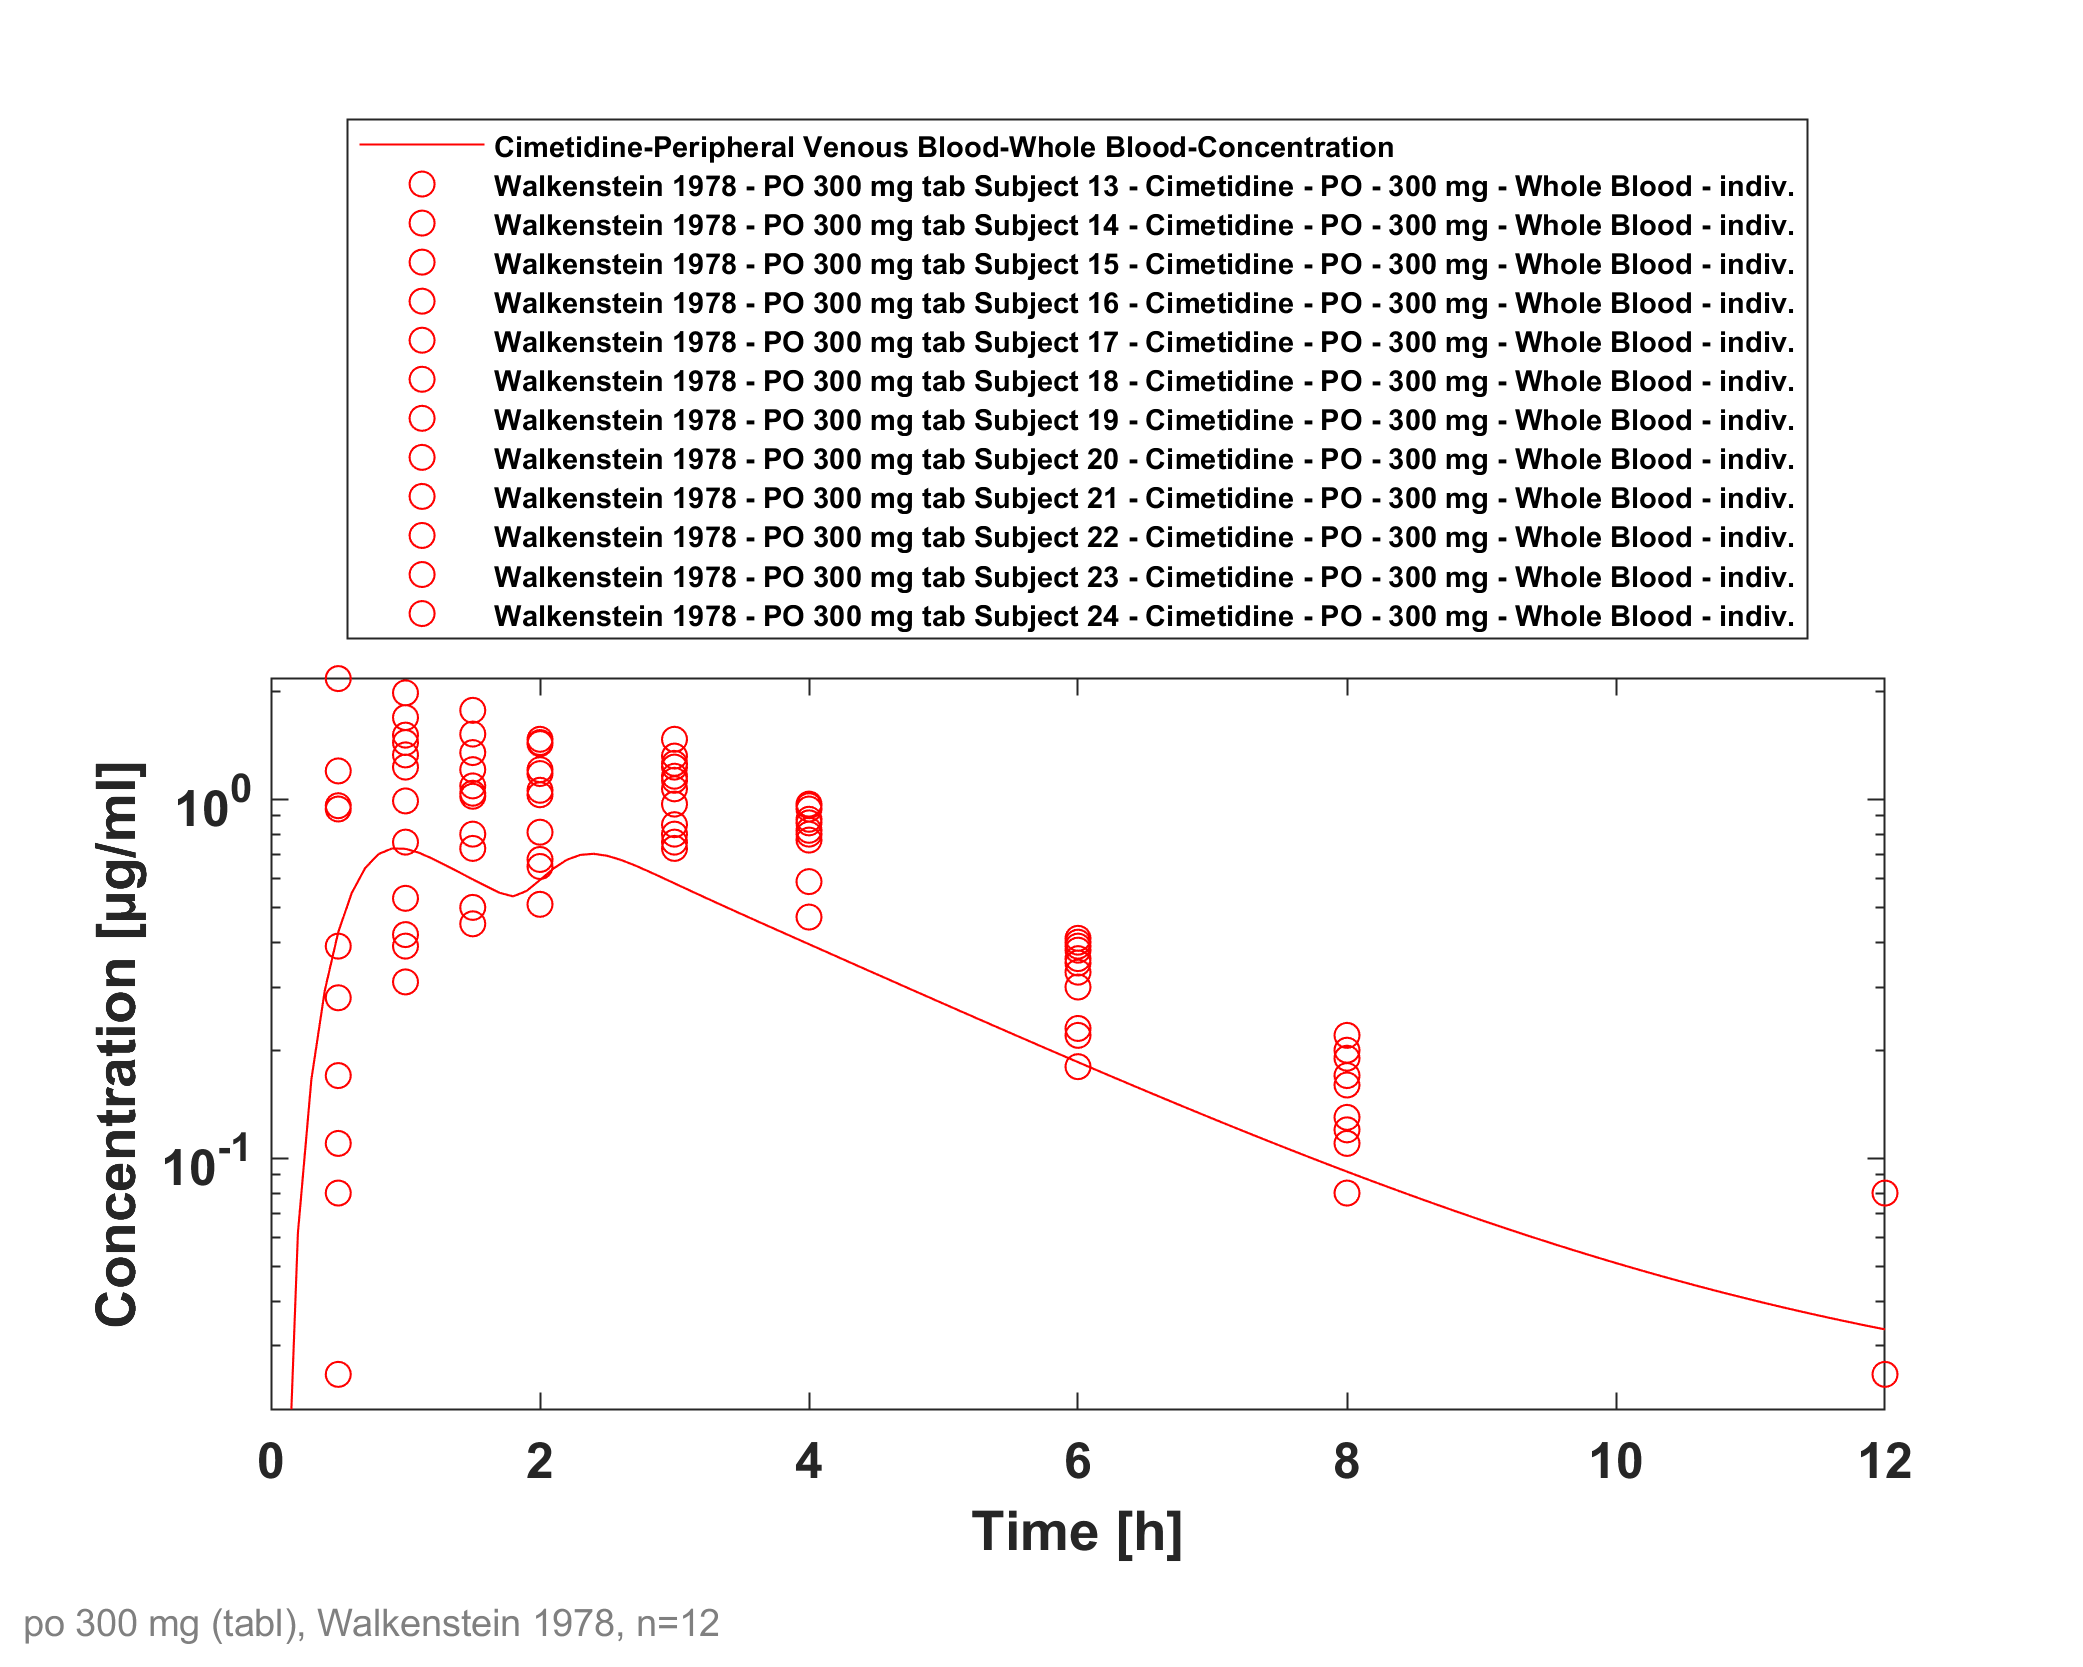 Cimetidine-Peripheral Venous Blood-Whole Blood-Concentration
Walkenstein 1978 - PO 300 mg tab Subject 13 - Cimetidine - PO - 300 mg - Whole Blood - indiv.
Walkenstein 1978 - PO 300 mg tab Subject 14 - Cimetidine - PO - 300 mg - Whole Blood - indiv.
Walkenstein 1978 - PO 300 mg tab Subject 15 - Cimetidine - PO - 300 mg - Whole Blood - indiv.
Walkenstein 1978 - PO 300 mg tab Subject 16 - Cimetidine - PO - 300 mg - Whole Blood - indiv.
Walkenstein 1978 - PO 300 mg tab Subject 17 - Cimetidine - PO - 300 mg - Whole Blood - indiv.
Walkenstein 1978 - PO 300 mg tab Subject 18 - Cimetidine - PO - 300 mg - Whole Blood - indiv.
Walkenstein 1978 - PO 300 mg tab Subject 19 - Cimetidine - PO - 300 mg - Whole Blood - indiv.
Walkenstein 1978 - PO 300 mg tab Subject 20 - Cimetidine - PO - 300 mg - Whole Blood - indiv.
Walkenstein 1978 - PO 300 mg tab Subject 21 - Cimetidine - PO - 300 mg - Whole Blood - indiv.
Walkenstein 1978 - PO 300 mg tab Subject 22 - Cimetidine - PO - 300 mg - Whole Blood - indiv.
Walkenstein 1978 - PO 300 mg tab Subject 23 - Cimetidine - PO - 300 mg - Whole Blood - indiv.
Walkenstein 1978 - PO 300 mg tab Subject 24 - Cimetidine - PO - 300 mg - Whole Blood - indiv.
Concentration [µg/ml]
10^0
10^-1
0 2 4 6 8 10 12
Time [h]
po 300 mg (tabl), Walkenstein 1978, n=12